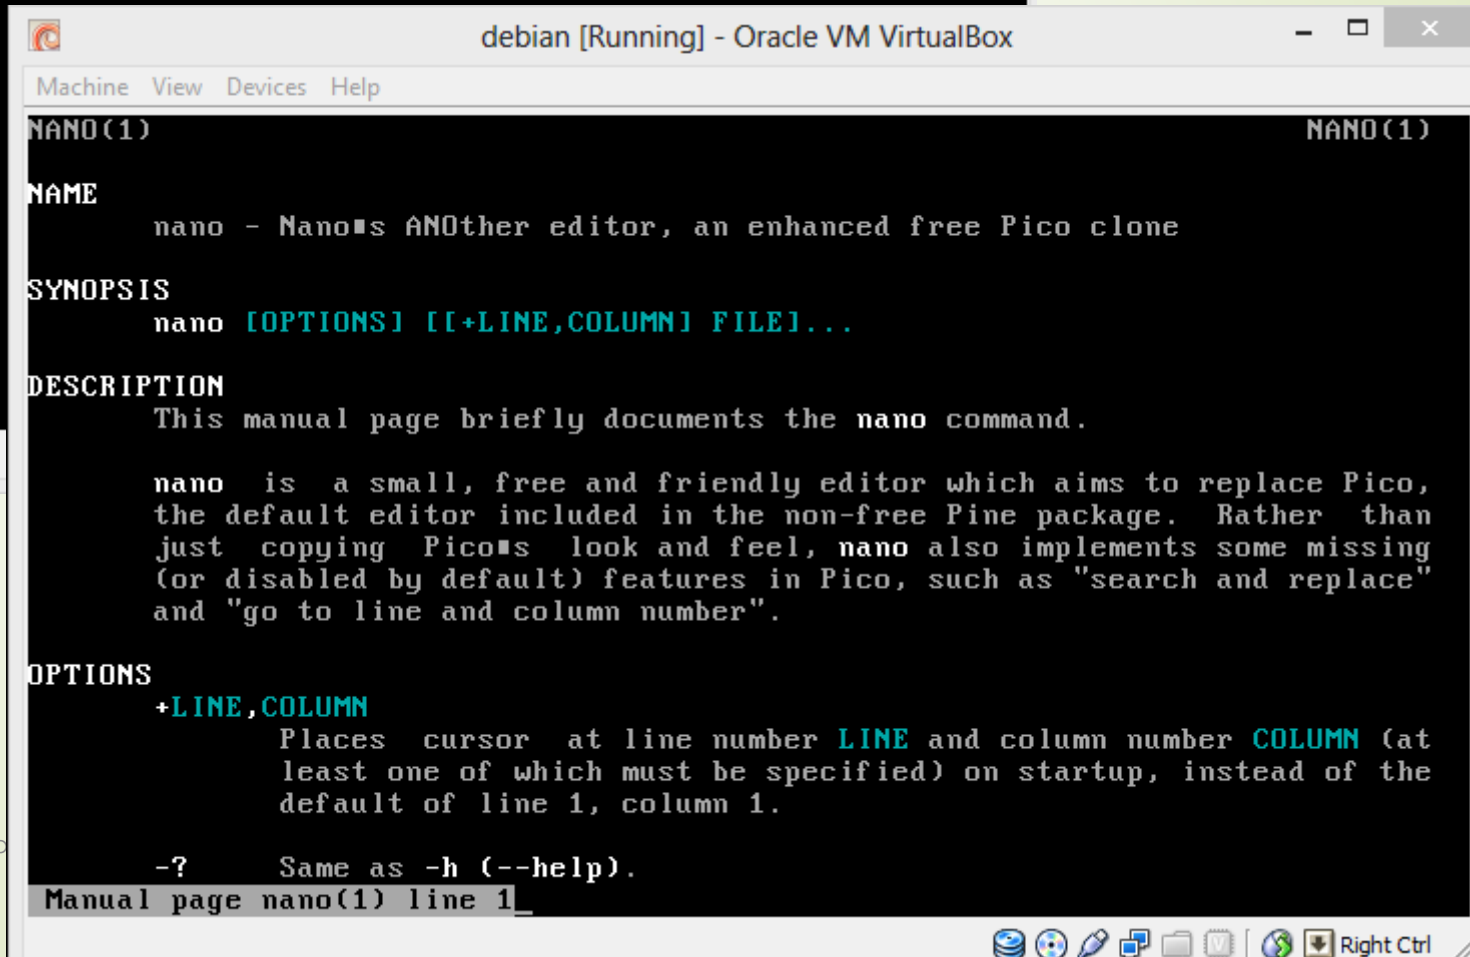 debian [Running] - Oracle VM VirtualBox
Machine View Devices Help
NANO(1) NANO(1)
NAME
nano - Nano■s ANOther editor, an enhanced free Pico clone
SYNOPSIS
nano [OPTIONS] [[+LINE,COLUMN] FILE]...
DESCRIPTION
This manual page briefly documents the nano command.
nano is a small, free and friendly editor which aims to replace Pico,
the default editor included in the non-free Pine package. Rather than
just copying Pico■s look and feel, nano also implements some missing
(or disabled by default) features in Pico, such as "search and replace"
and "go to line and column number".
OPTIONS
+LINE,COLUMN
Places cursor at line number LINE and column number COLUMN (at
least one of which must be specified) on startup, instead of the
default of line 1, column 1.
-? Same as -h (--help).
Manual page nano(1) line 1_
Right Ctrl